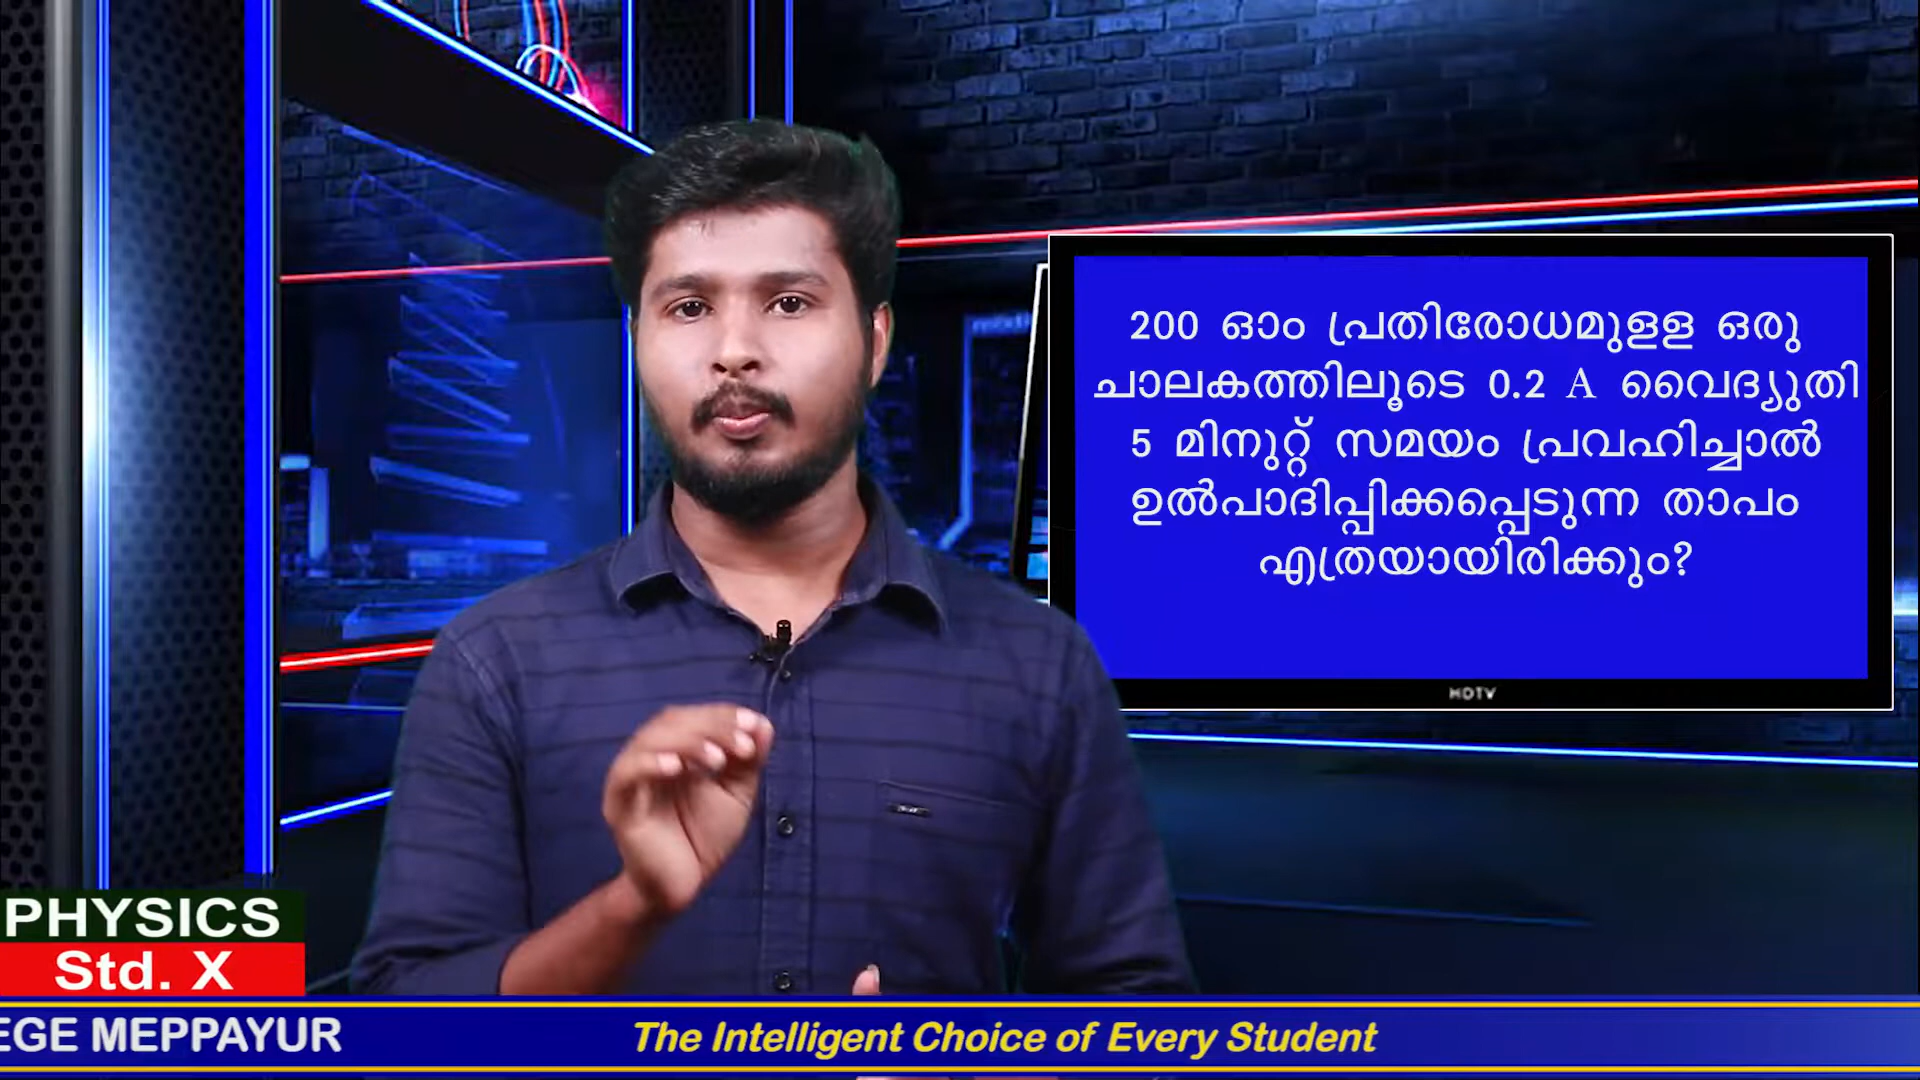 200 ഓം പ്രതിരോധമുളള ഒരു
ചാലകത്തിലൂടെ 0.2 A വൈദ്യുതി
5 മിനുറ്റ് സമയം പ്രവഹിച്ചാൽ
ഉൽപാദിപ്പിക്കപ്പെടുന്ന താപം
എത്രയായിരിക്കും?
HDTV
PHYSICS
Std. X
EGE MEPPAYUR
The Intelligent Choice of Every Student